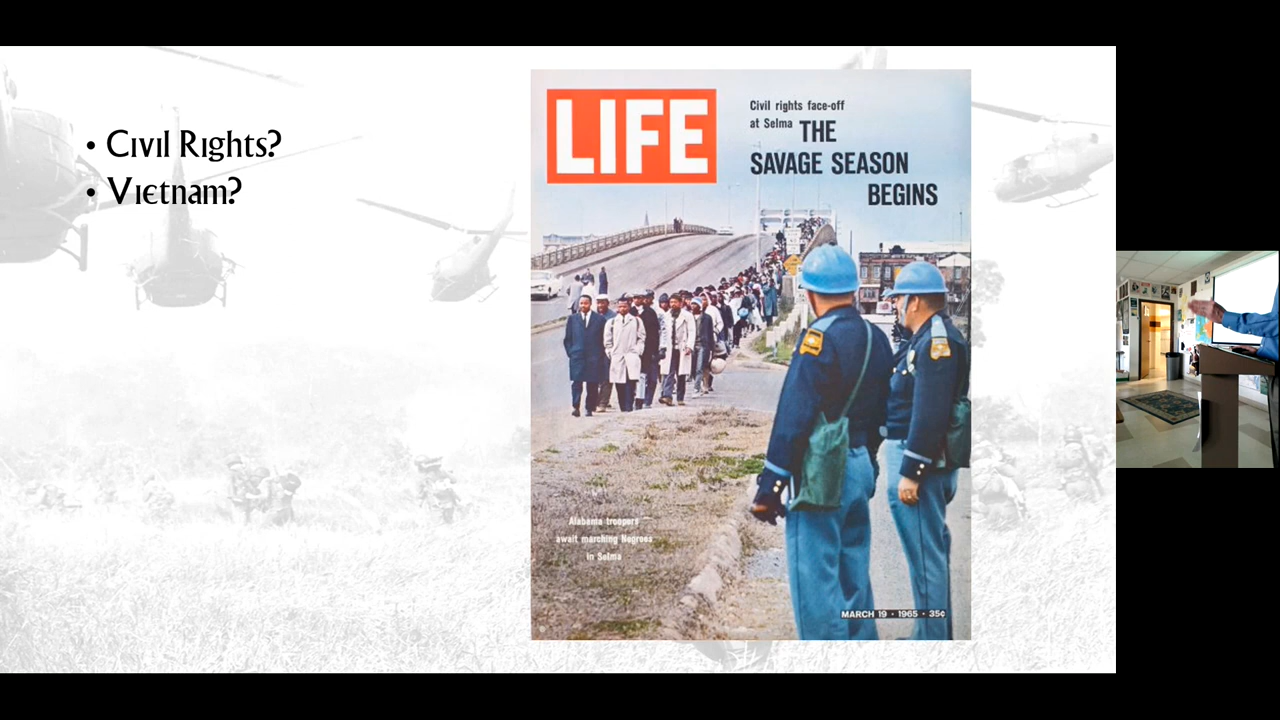 • Civil Rights?
• Vietnam?
LIFE
Civil rights face-off
at Selma THE
SAVAGE SEASON
BEGINS
Alabama troopers
await marching Negroes
in Selma
MARCH 19 • 1965 • 35¢